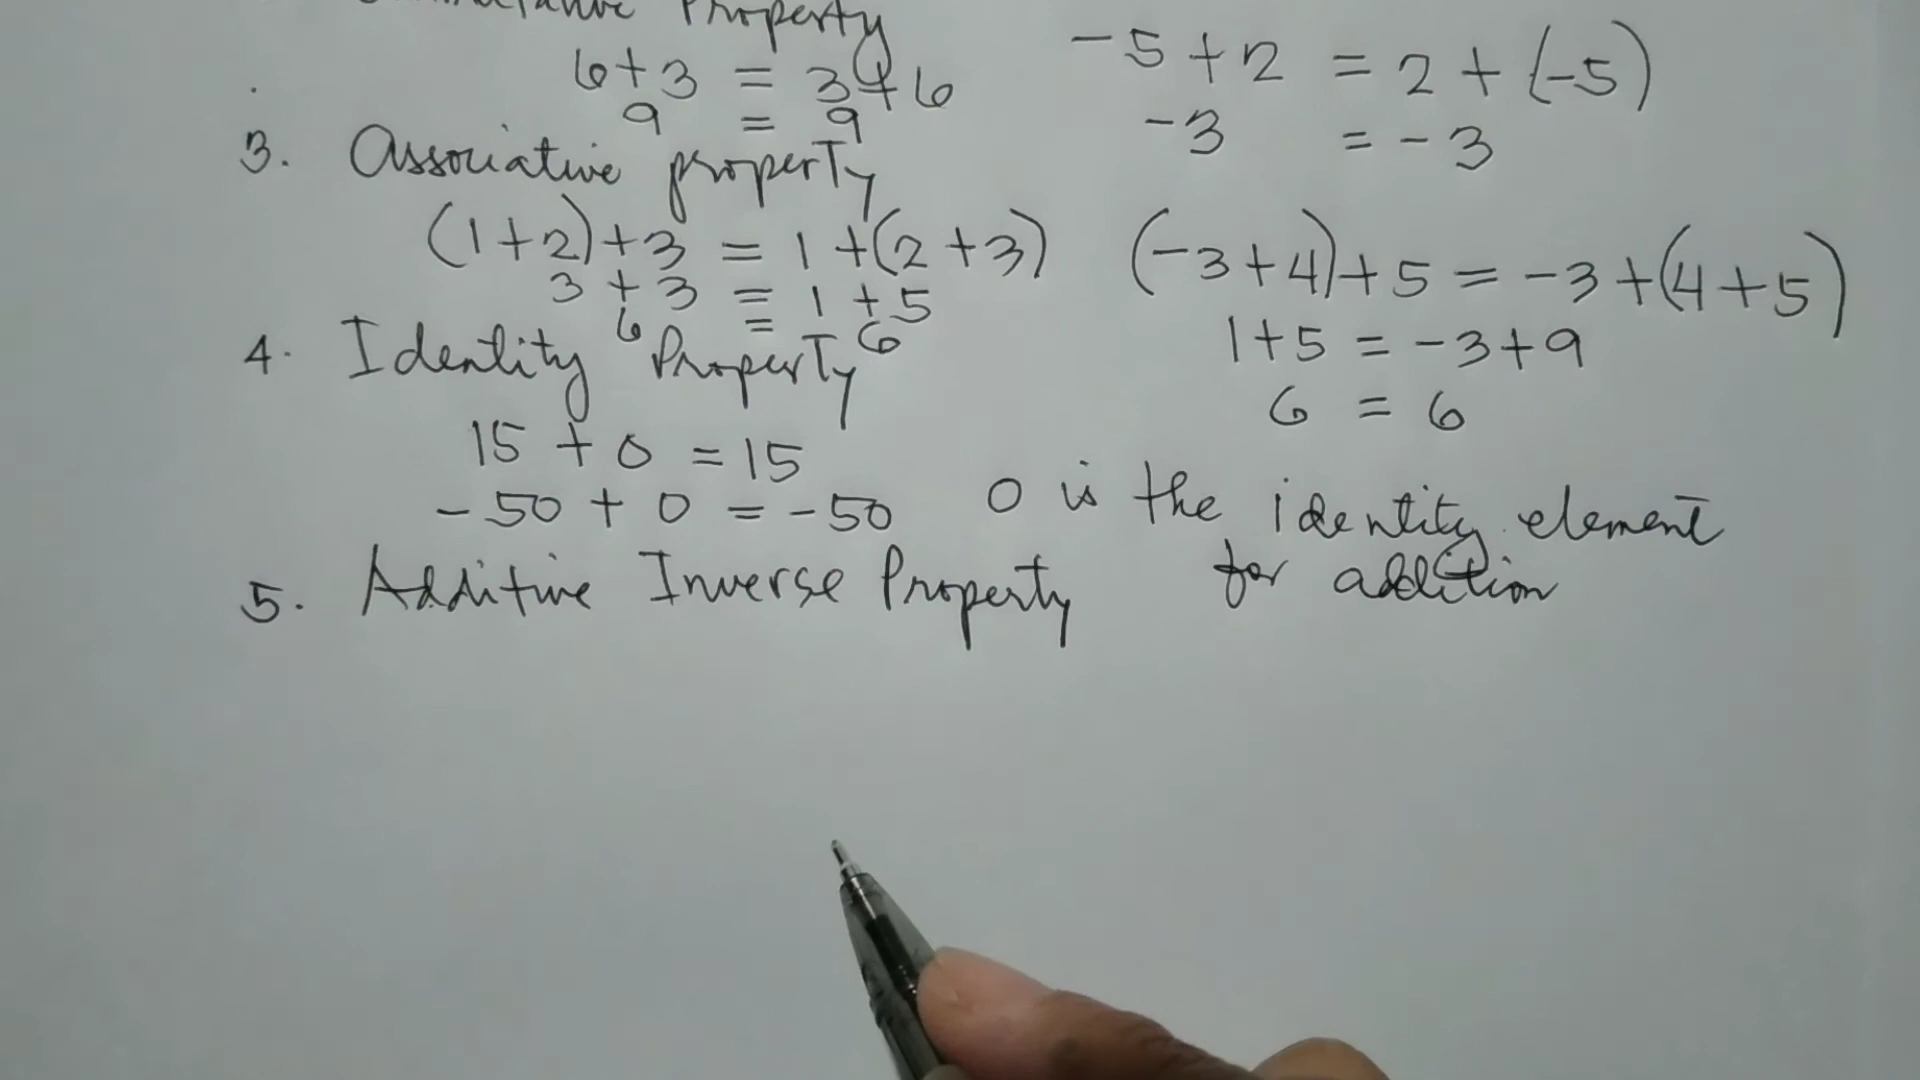 Property
6+3 = 3+6
9 = 9
-5+2 = 2+(-5)
-3 = -3
3. Associative property
(1+2)+3 = 1+(2+3)
3+3 = 1+5
6 = 6
(-3+4)+5 = -3+(4+5)
1+5 = -3+9
6 = 6
4. Identity Property
15 + 0 = 15
-50 + 0 = -50
0 is the identity element
for addition
5. Additive Inverse Property